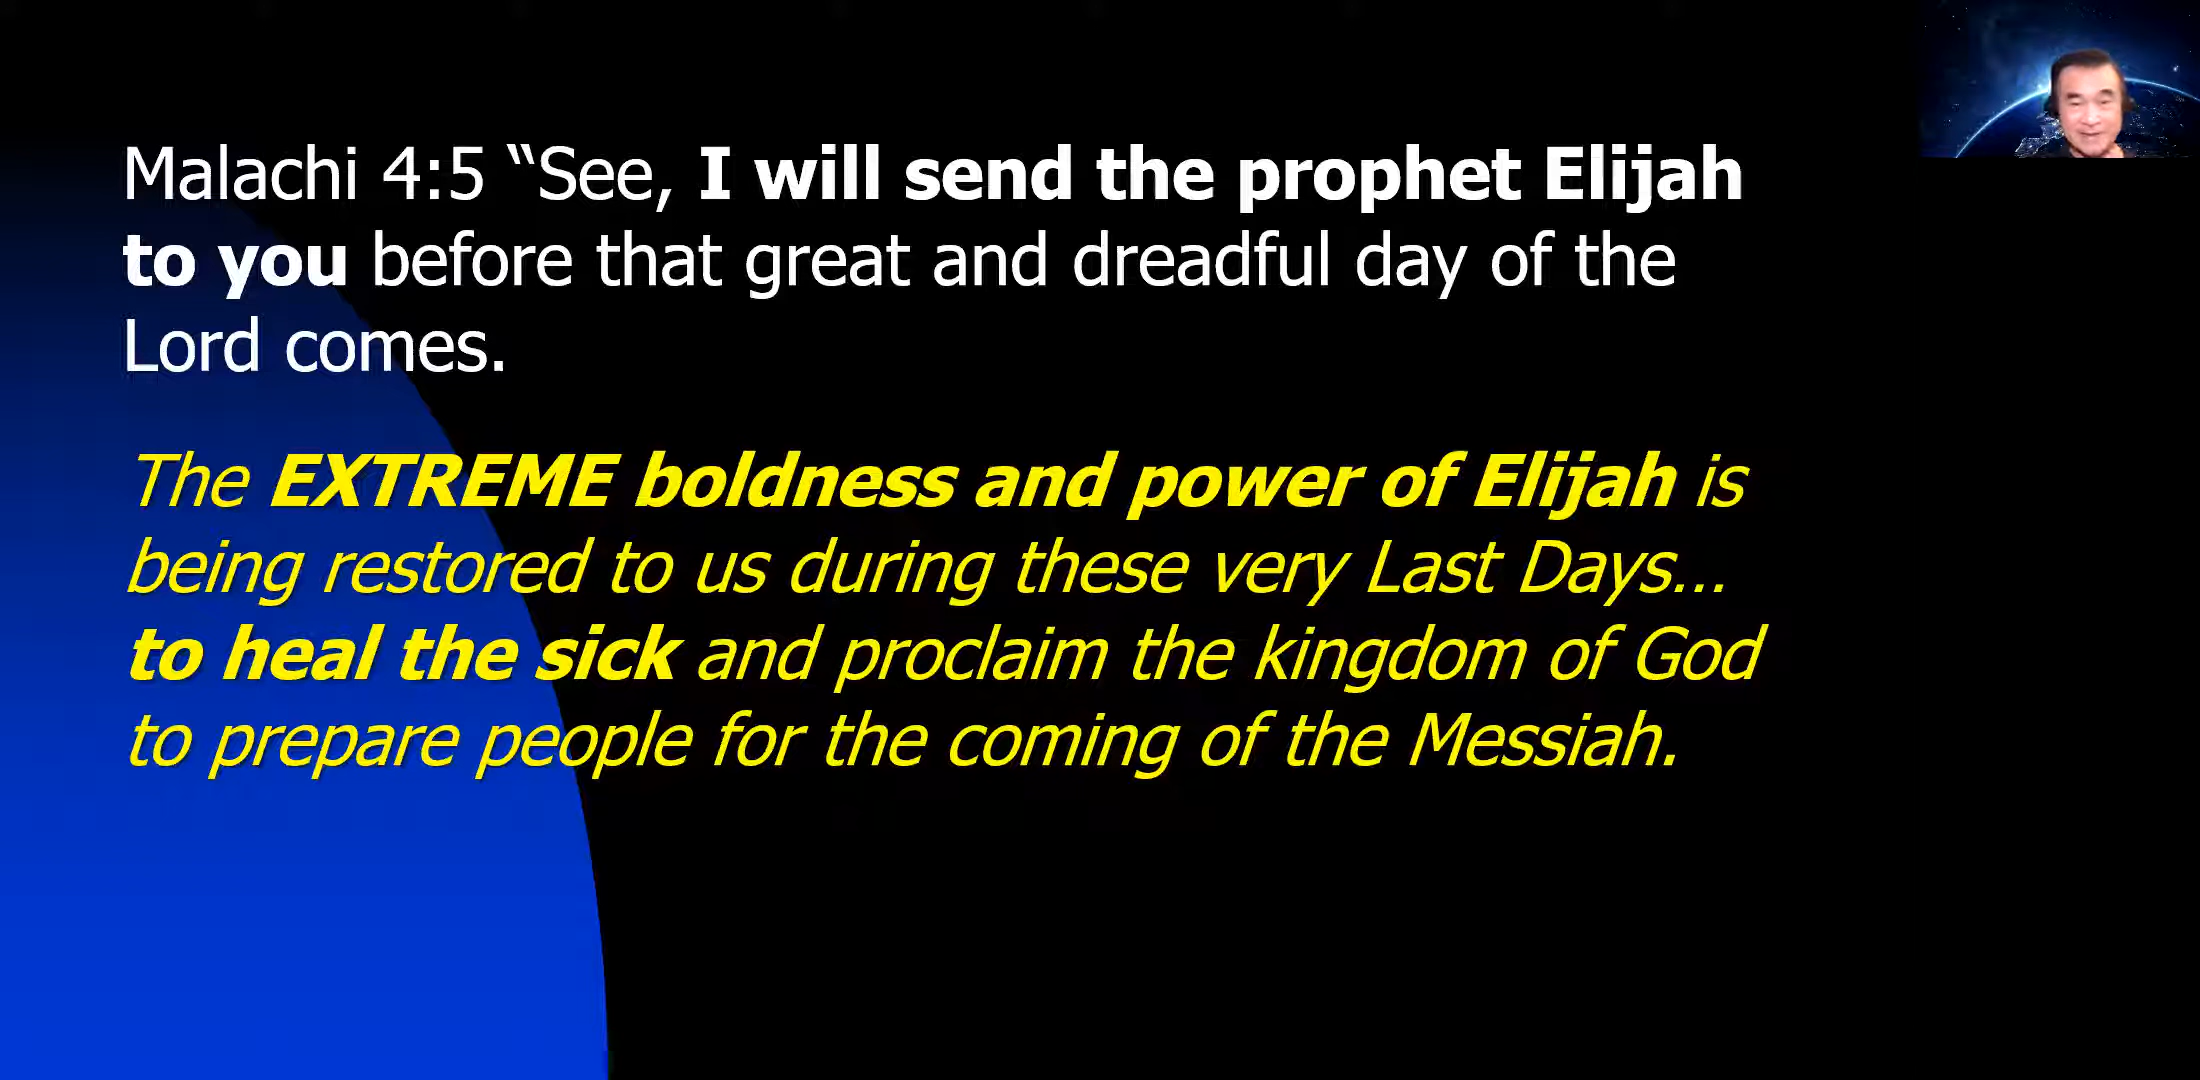 Malachi 4:5 “See, I will send the prophet Elijah
to you before that great and dreadful day of the
Lord comes.
The EXTREME boldness and power of Elijah is
being restored to us during these very Last Days...
to heal the sick and proclaim the kingdom of God
to prepare people for the coming of the Messiah.